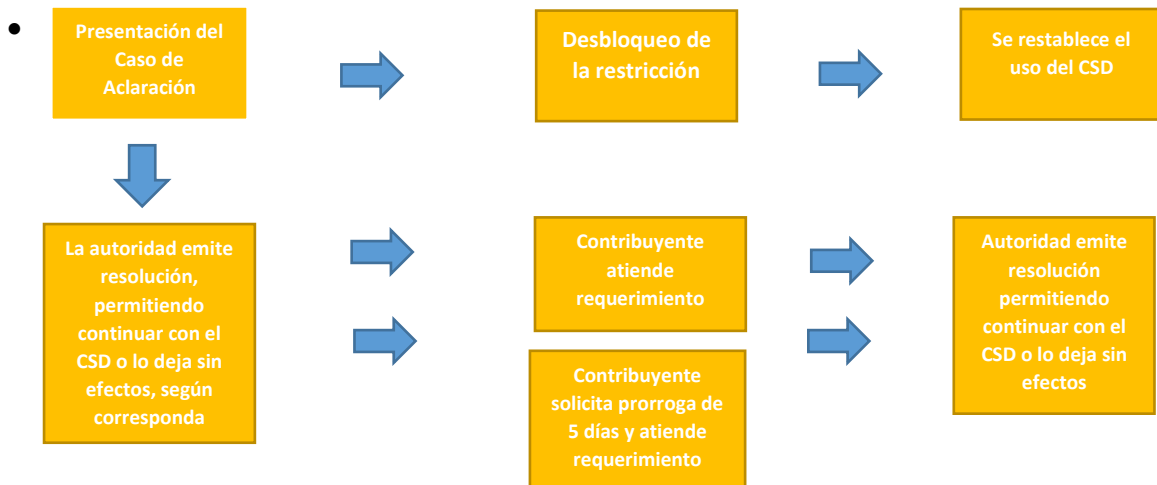 Presentación del
Caso de
Aclaración
Desbloqueo de
la restricción
Se restablece el
uso del CSD
La autoridad emite
resolución,
permitiendo
continuar con el
CSD o lo deja sin
efectos, según
corresponda
Contribuyente
atiende
requerimiento
Contribuyente
solicita prorroga de
5 días y atiende
requerimiento
Autoridad emite
resolución
permitiendo
continuar con el
CSD o lo deja sin
efectos